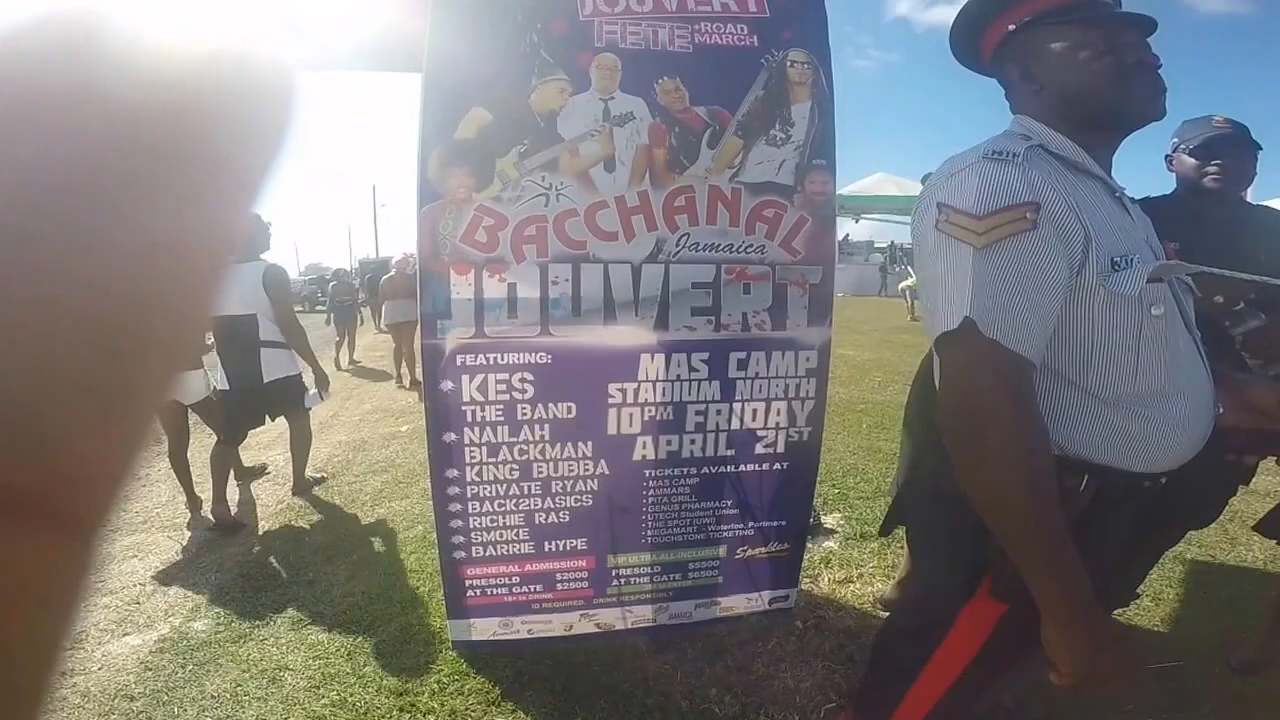 JOUVERT
FETE +ROAD MARCH
BACCHANAL
Jamaica
JOUVERT
FEATURING:
KES
THE BAND
NAILAH
BLACKMAN
KING BUBBA
PRIVATE RYAN
BACK2BASICS
RICHIE RAS
SMOKE
BARRIE HYPE
MAS CAMP
STADIUM NORTH
10PM FRIDAY
APRIL 21ST
TICKETS AVAILABLE AT
• MAS CAMP
• AMMARS
• PITA GRILL
• GENUS PHARMACY
• UTECH Student Union
• THE SPOT (UWI)
• MEGAMART - Waterloo, Portmore
• TOUCHSTONE TICKETING
GENERAL ADMISSION
PRESOLD $2000
AT THE GATE $2500
VIP ULTRA ALL-INCLUSIVE
PRESOLD $5500
AT THE GATE $6500
Sparkles
ID REQUIRED. DRINK RESPONSIBLY.